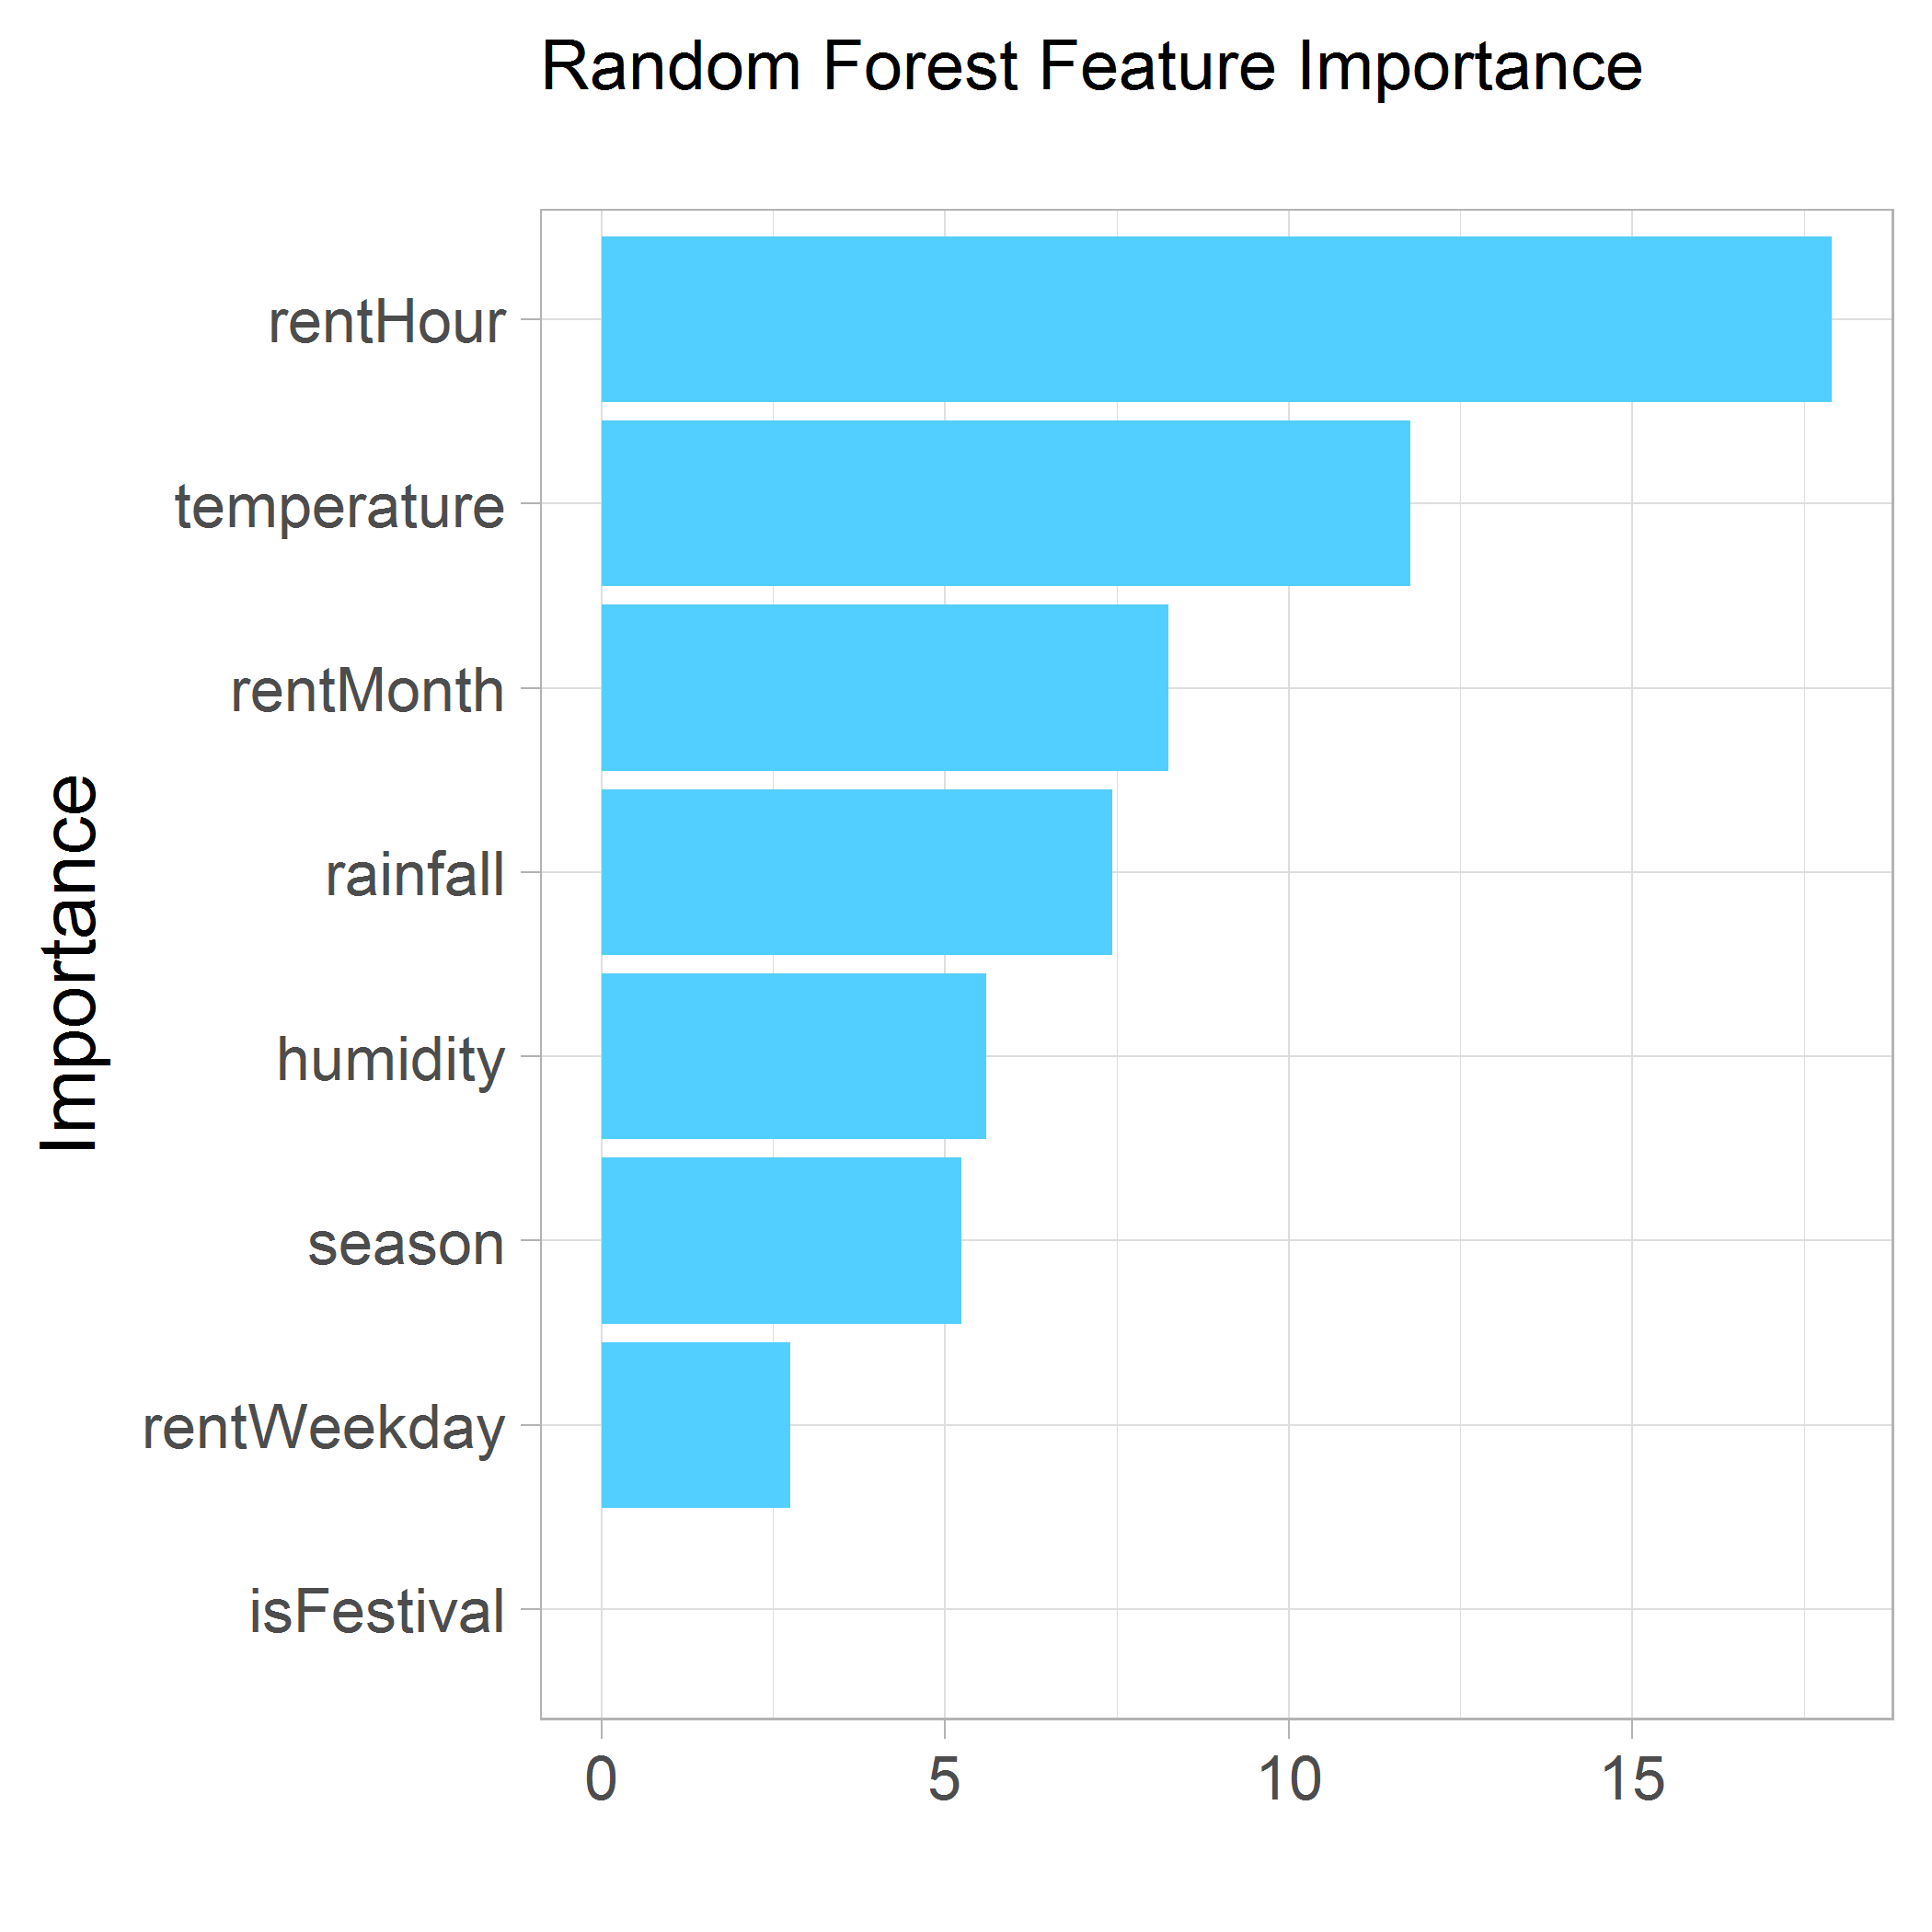 Random Forest Feature Importance
Importance
rentHour
temperature
rentMonth
rainfall
humidity
season
rentWeekday
isFestival
0 5 10 15